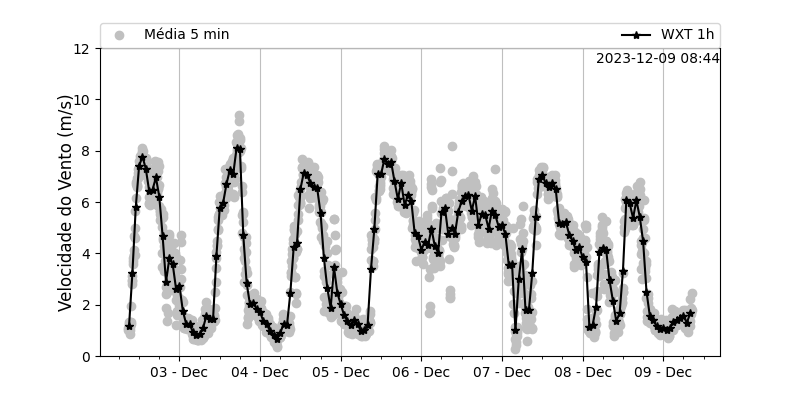 Média 5 min
WXT 1h
2023-12-09 08:44
Velocidade do Vento (m/s)
12
10
8
6
4
2
0
03 - Dec
04 - Dec
05 - Dec
06 - Dec
07 - Dec
08 - Dec
09 - Dec